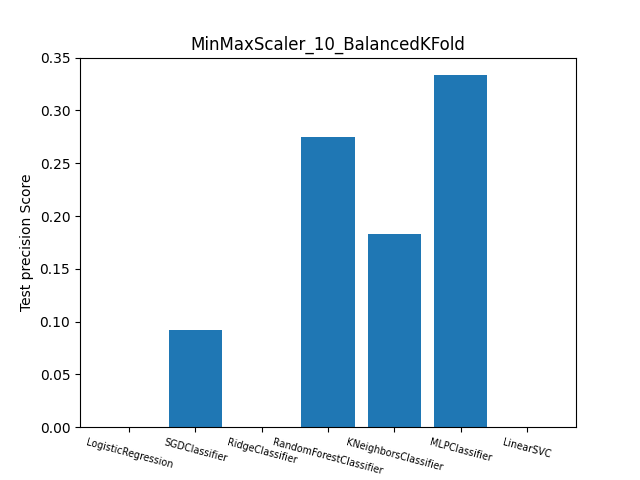 MinMaxScaler_10_BalancedKFold
Test precision Score
0.35
0.30
0.25
0.20
0.15
0.10
0.05
0.00
LogisticRegression
SGDClassifier
RidgeClassifier
RandomForestClassifier
KNeighborsClassifier
MLPClassifier
LinearSVC